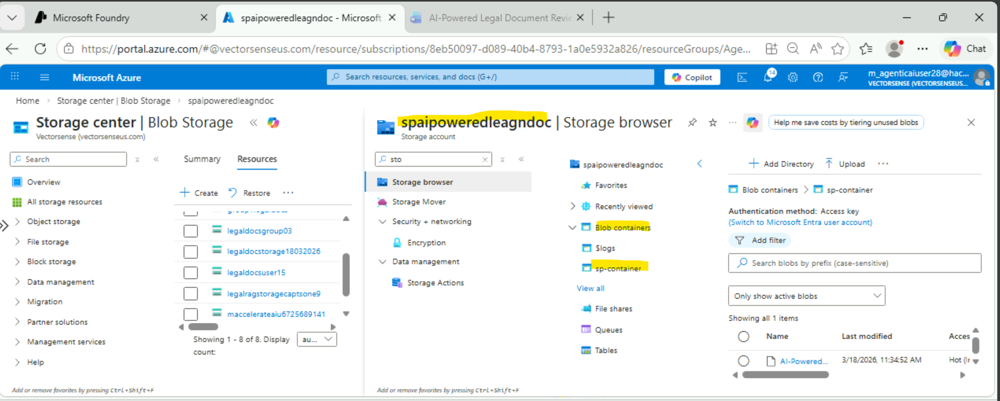 Microsoft Foundry
spaipoweredleagndoc - Microsoft
AI-Powered Legal Document Revie
https://portal.azure.com/#@vectorsenseus.com/resource/subscriptions/8eb50097-d089-40b4-8793-1a0e5932a826/resourceGroups/Age...
Chat
Microsoft Azure
Search resources, services, and docs (G+/)
Copilot
14
m_agenticaiuser28@hac...
VECTORSENSE (VECTORSENSEUS....
Home > Storage center | Blob Storage > spaipoweredleagndoc
Storage center | Blob Storage
Vectorsense (vectorsenseus.com)
Search
Overview
All storage resources
Object storage
File storage
Block storage
Data management
Migration
Partner solutions
Management services
Help
Add or remove favorites by pressing Ctrl+Shift+F
Summary
Resources
Create
Restore
legaldocsgroup03
legaldocstorage18032026
legaldocsuser15
legalragstoragecaptsone9
maccelerateaiu6725689141
Showing 1 - 8 of 8. Display count:
au...
spaipoweredleagndoc | Storage browser
Storage account
Help me save costs by tiering unused blobs
sto
Storage browser
Storage Mover
Security + networking
Encryption
Data management
Storage Actions
Add or remove favorites by pressing Ctrl+Shift+F
spaipoweredleagndoc
Favorites
Recently viewed
Blob containers
$logs
sp-container
View all
File shares
Queues
Tables
Add Directory
Upload
Blob containers > sp-container
Authentication method: Access key
(Switch to Microsoft Entra user account)
Add filter
Search blobs by prefix (case-sensitive)
Only show active blobs
Showing all 1 items
Name
Last modified
Acces
AI-Powered...
3/18/2026, 11:34:52 AM
Hot (Ir